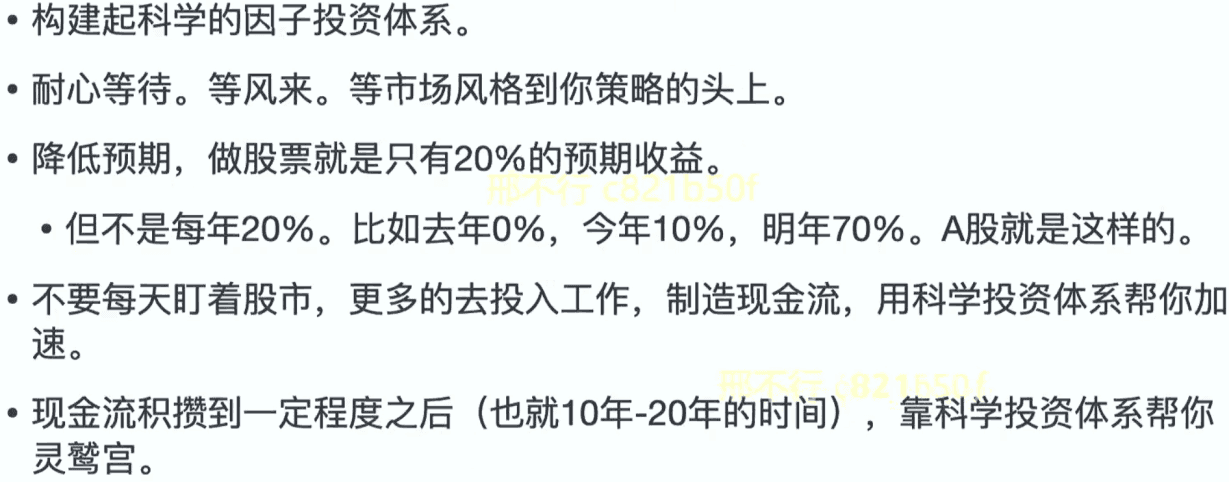 • 构建起科学的因子投资体系。
• 耐心等待。等风来。等市场风格到你策略的头上。
• 降低预期，做股票就是只有20%的预期收益。
邢不行 c821b50f
• 但不是每年20%。比如去年0%，今年10%，明年70%。A股就是这样的。
• 不要每天盯着股市，更多的去投入工作，制造现金流，用科学投资体系帮你加
速。
邢不行 c821b50f
• 现金流积攒到一定程度之后（也就10年-20年的时间），靠科学投资体系帮你
灵鹫宫。